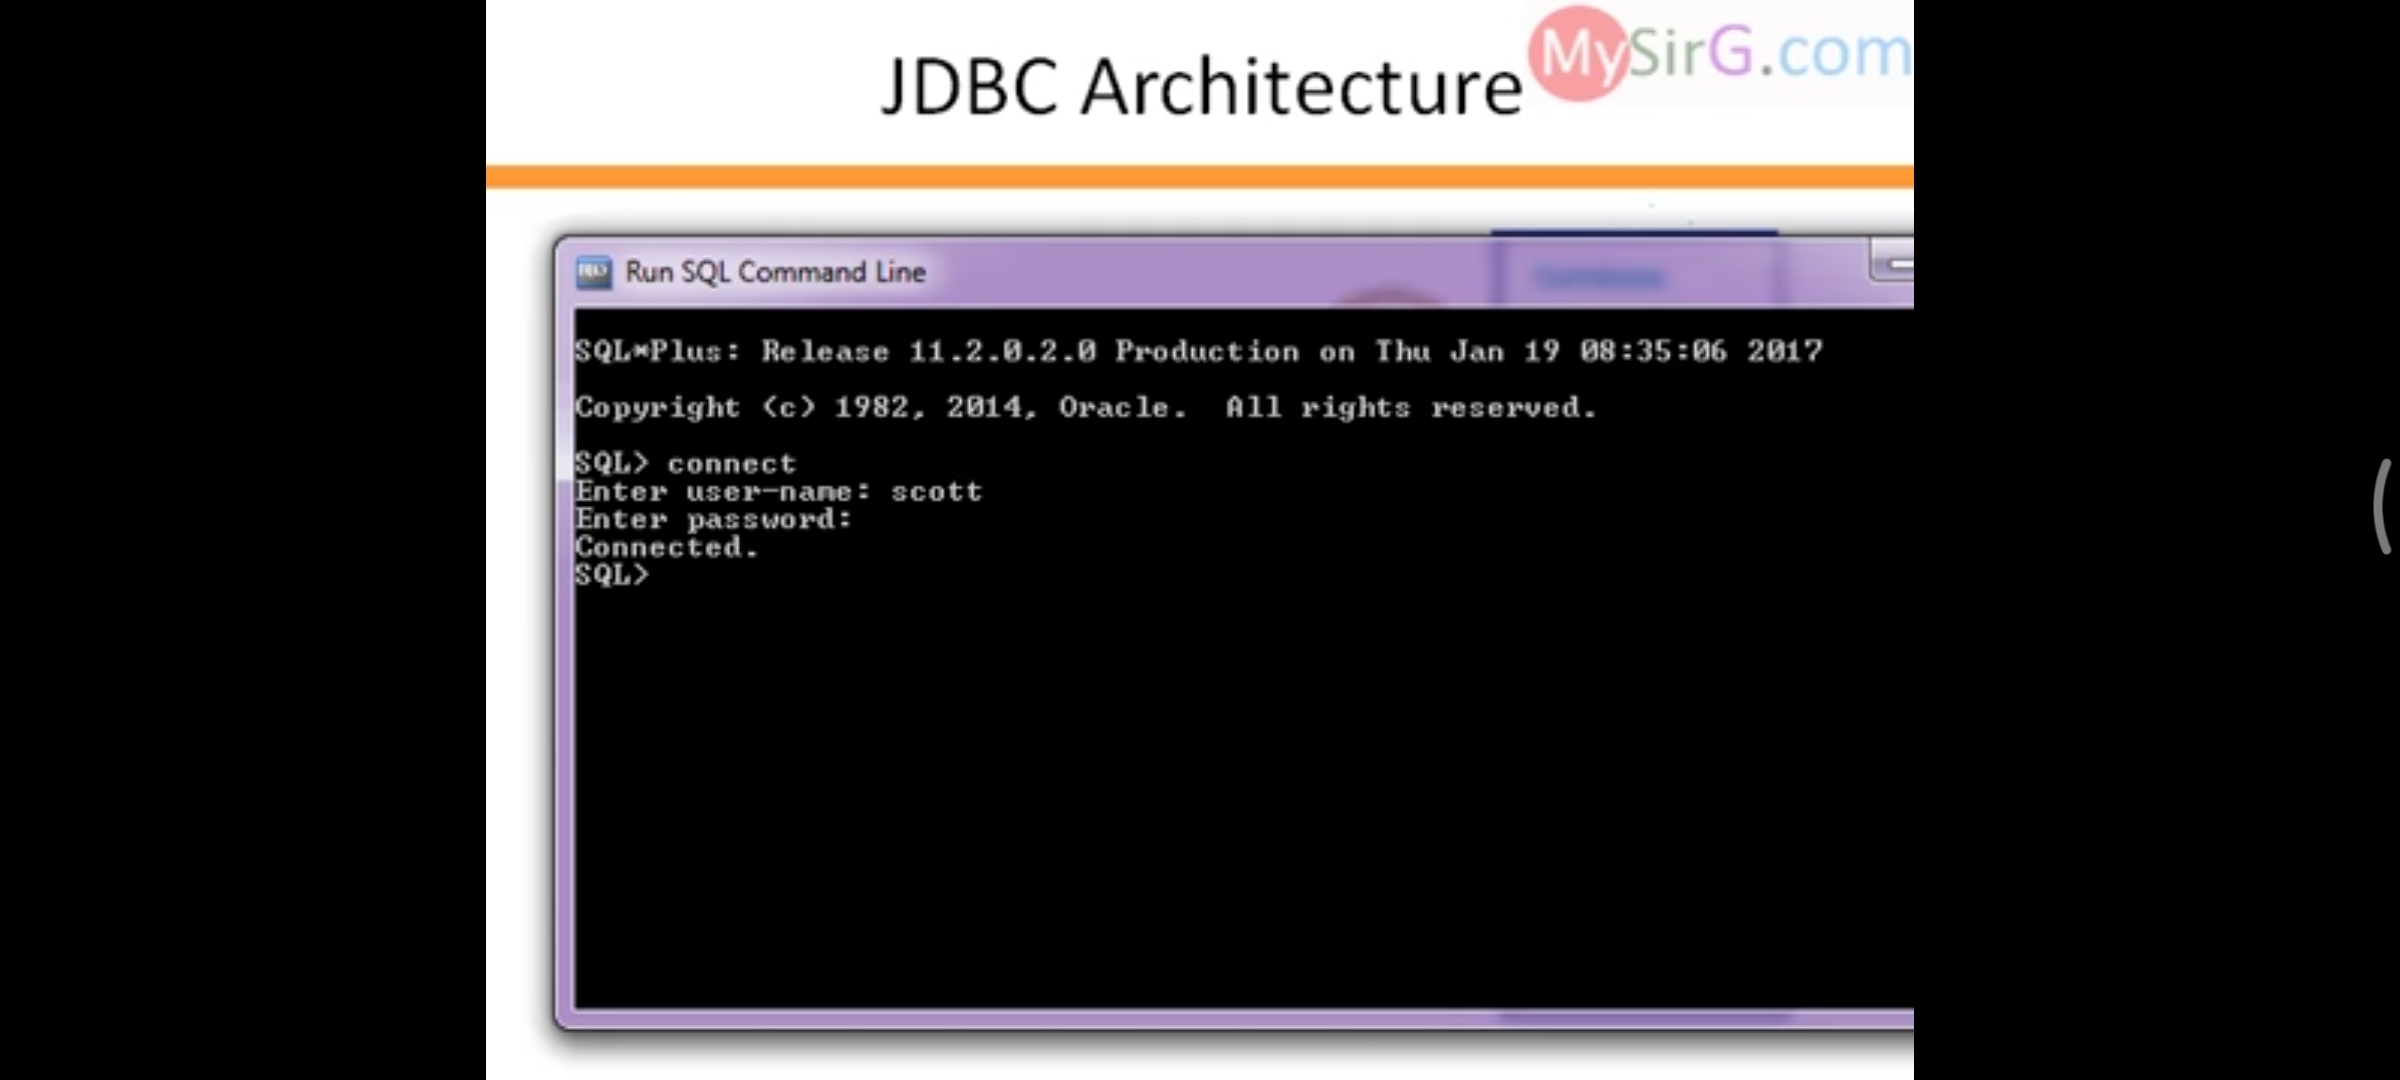 JDBC Architecture
MySirG.com
Run SQL Command Line
SQL*Plus: Release 11.2.0.2.0 Production on Thu Jan 19 08:35:06 2017
Copyright (c) 1982, 2014, Oracle.  All rights reserved.
SQL> connect
Enter user-name: scott
Enter password:
Connected.
SQL>